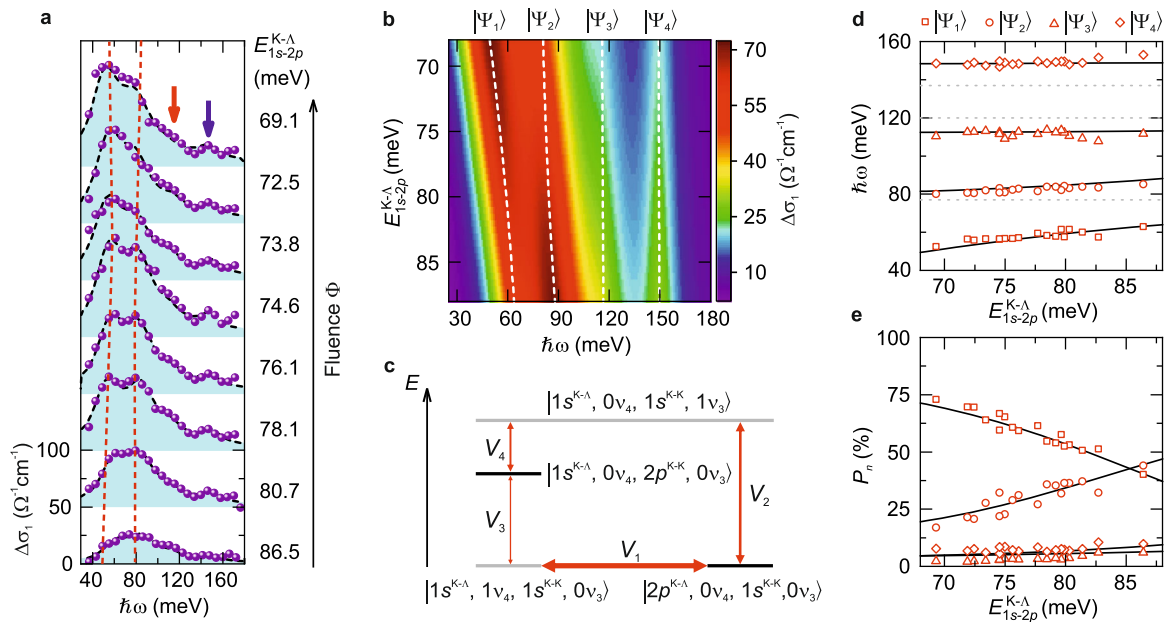 a
E^{K-Λ}_{1s-2p}
(meV)
69.1
72.5
73.8
74.6
76.1
78.1
80.7
86.5
Fluence Φ
100
50
0
Δσ₁ (Ω⁻¹cm⁻¹)
40 80 120 160
ℏω (meV)
b
|Ψ₁⟩ |Ψ₂⟩ |Ψ₃⟩ |Ψ₄⟩
70
75
80
85
E^{K-Λ}_{1s-2p} (meV)
30 60 90 120 150 180
ℏω (meV)
70
55
40
25
10
Δσ₁ (Ω⁻¹cm⁻¹)
c
E
|1s^{K-Λ}, 0ν₄, 1s^{K-K}, 1ν₃⟩
V₄
|1s^{K-Λ}, 0ν₄, 2p^{K-K}, 0ν₃⟩
V₂
V₃
V₁
|1s^{K-Λ}, 1ν₄, 1s^{K-K}, 0ν₃⟩ |2p^{K-Λ}, 0ν₄, 1s^{K-K},0ν₃⟩
d
|Ψ₁⟩ |Ψ₂⟩ |Ψ₃⟩ |Ψ₄⟩
160
120
80
40
ℏω (meV)
70 75 80 85
E^{K-Λ}_{1s-2p} (meV)
e
100
75
50
25
0
Pₙ (%)
70 75 80 85
E^{K-Λ}_{1s-2p} (meV)